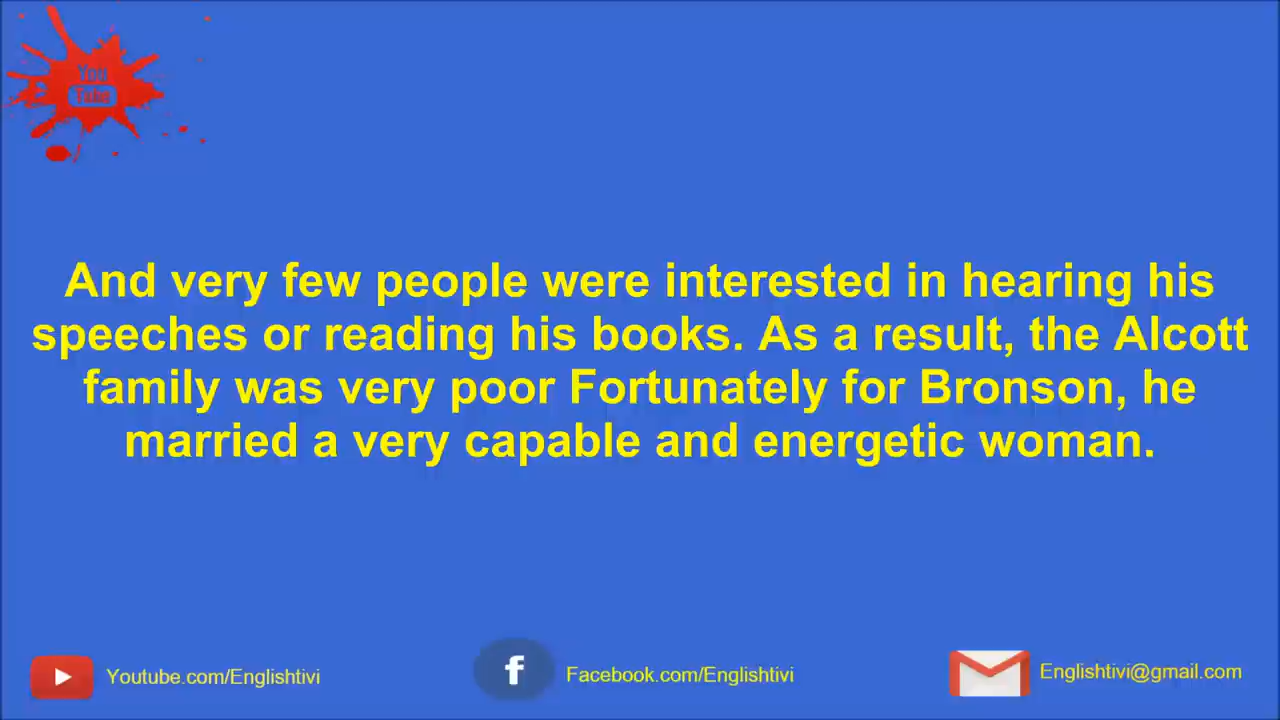 You
Tube
And very few people were interested in hearing his
speeches or reading his books. As a result, the Alcott
family was very poor Fortunately for Bronson, he
married a very capable and energetic woman.
Youtube.com/Englishtivi
f
Facebook.com/Englishtivi
Englishtivi@gmail.com